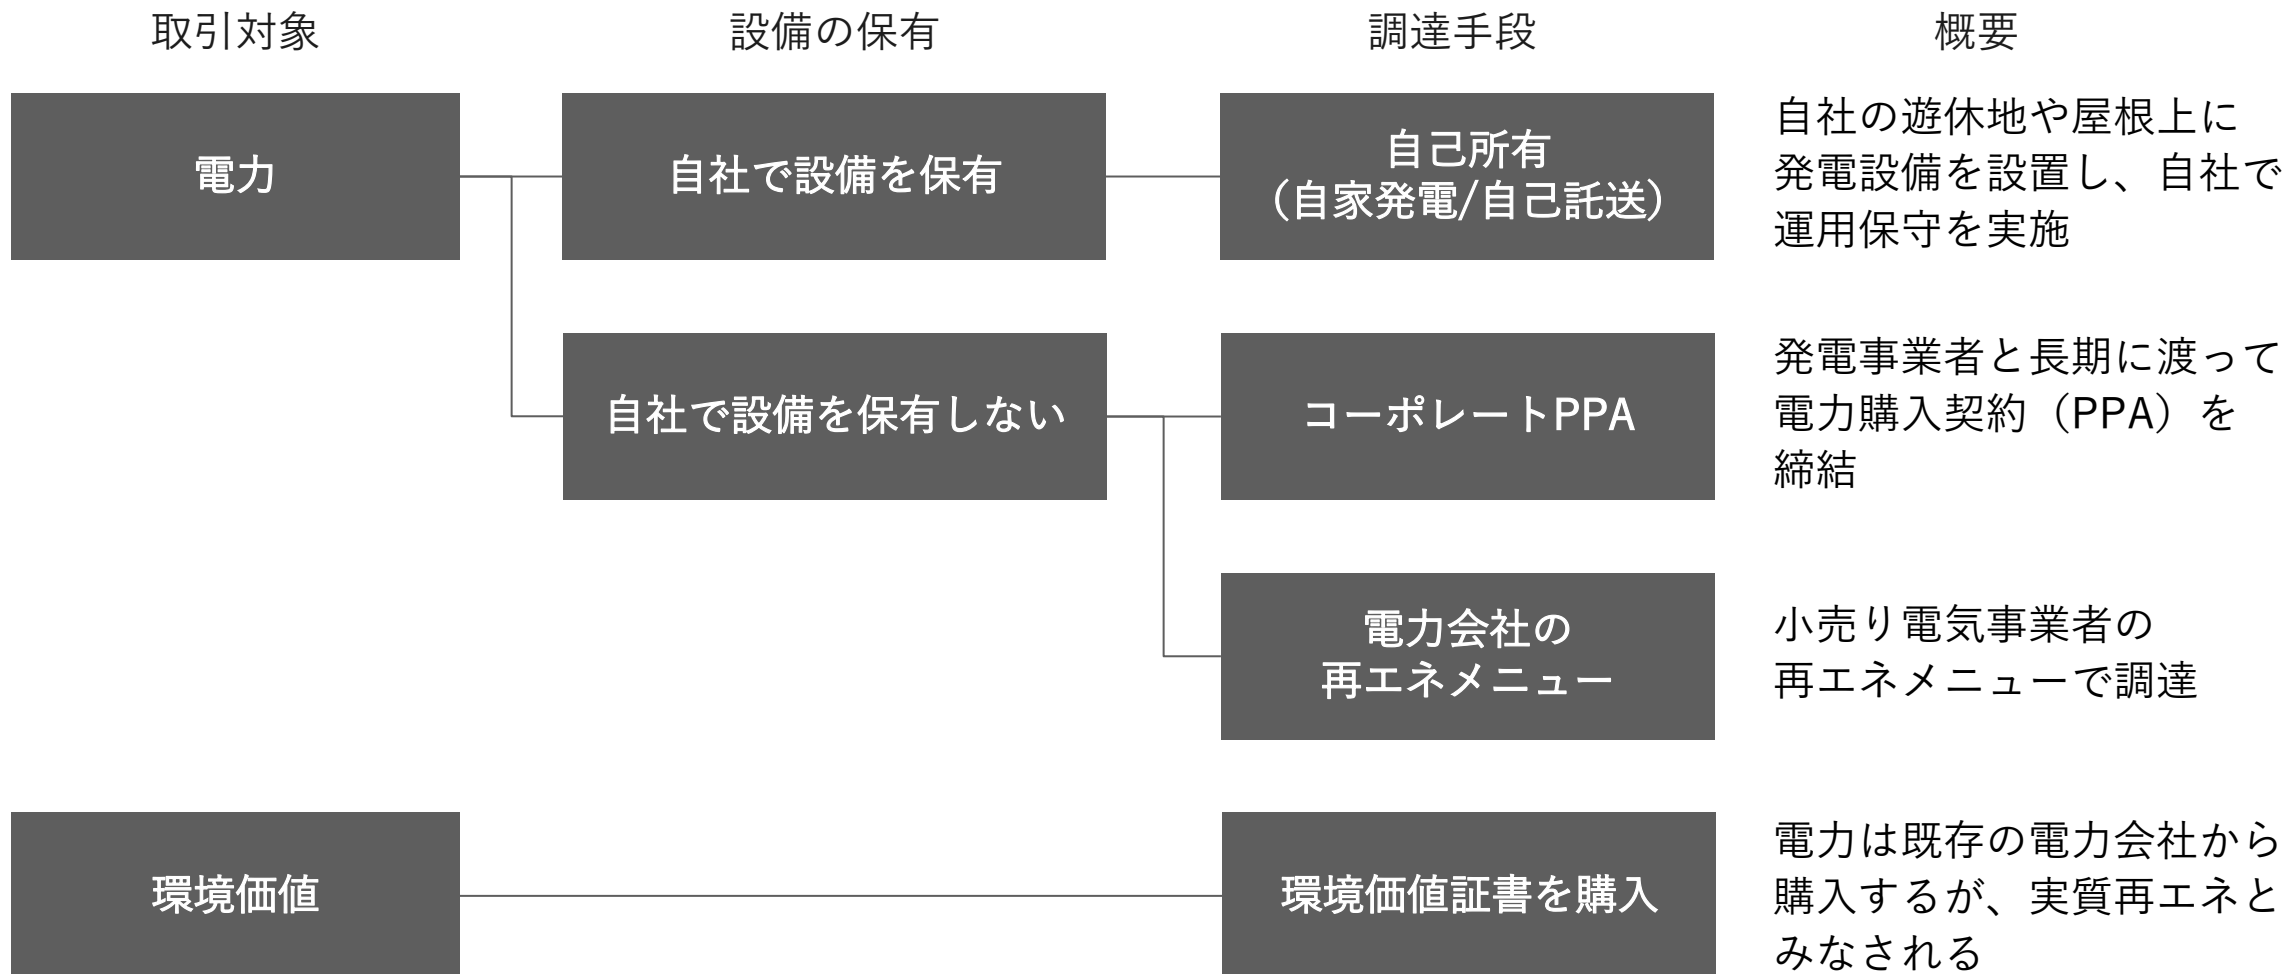 取引対象
設備の保有
調達手段
概要
電力
自社で設備を保有
自己所有
（自家発電/自己託送）
自社の遊休地や屋根上に
発電設備を設置し、自社で
運用保守を実施
自社で設備を保有しない
コーポレートPPA
発電事業者と長期に渡って
電力購入契約（PPA）を
締結
電力会社の
再エネメニュー
小売り電気事業者の
再エネメニューで調達
環境価値
環境価値証書を購入
電力は既存の電力会社から
購入するが、実質再エネと
みなされる